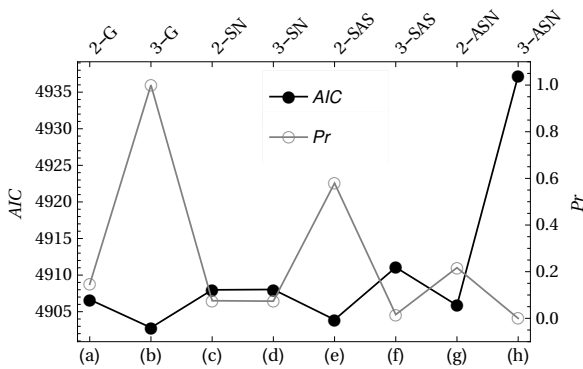 2−G 3−G 2−SN 3−SN 2−SAS 3−SAS 2−ASN 3−ASN
4935
4930
4925
4920
4915
4910
4905
AIC
AIC
Pr
1.0
0.8
0.6
0.4
0.2
0.0
Pr
(a) (b) (c) (d) (e) (f) (g) (h)